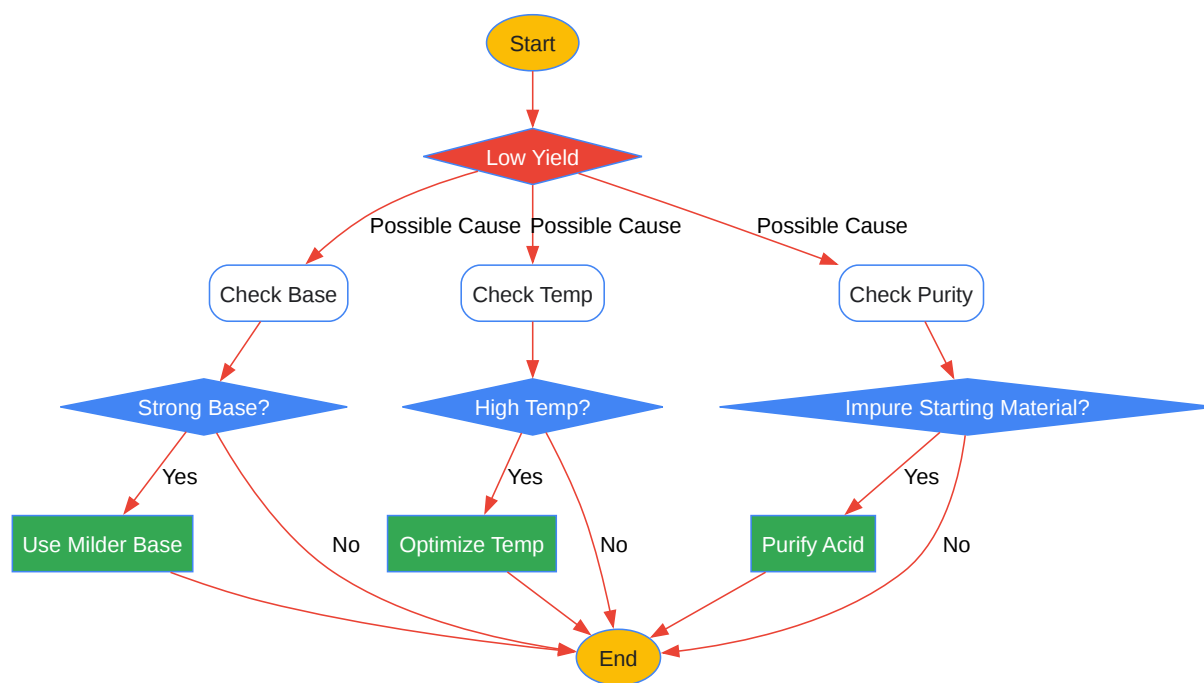 Start
Low Yield
Possible Cause
Possible Cause
Possible Cause
Check Base
Check Temp
Check Purity
Strong Base?
High Temp?
Impure Starting Material?
Yes
Yes
Yes
Use Milder Base
No
Optimize Temp
No
Purify Acid
No
End